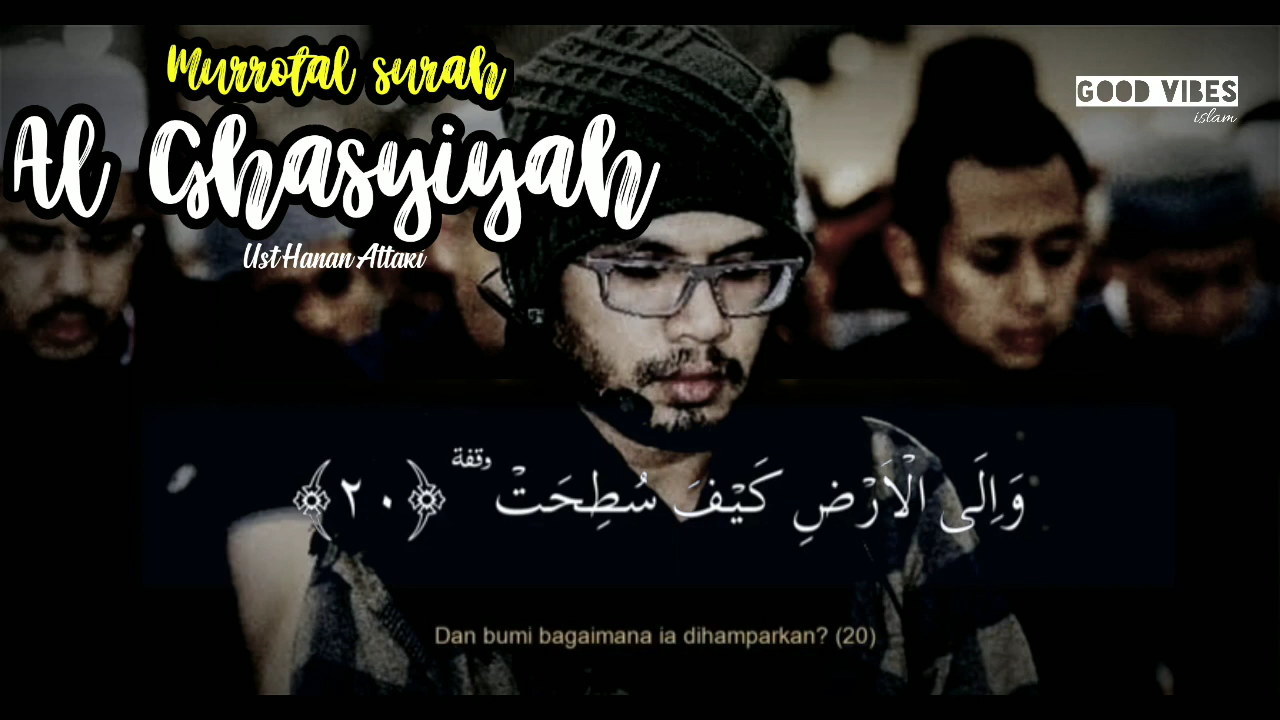 Murrotal surah
Al Ghasyiyah
Ust Hanan Attaki
GOOD VIBES
islam
وَاِلَى الْاَرْضِ كَيْفَ سُطِحَتْ ۗ وقفة ﴿٢٠﴾
Dan bumi bagaimana ia dihamparkan? (20)